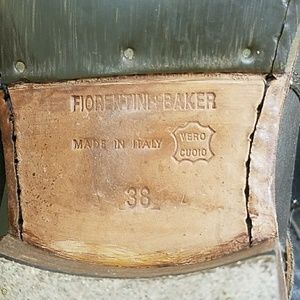 FIORENTINI+BAKER
MADE IN ITALY
VERO
CUOIO
38